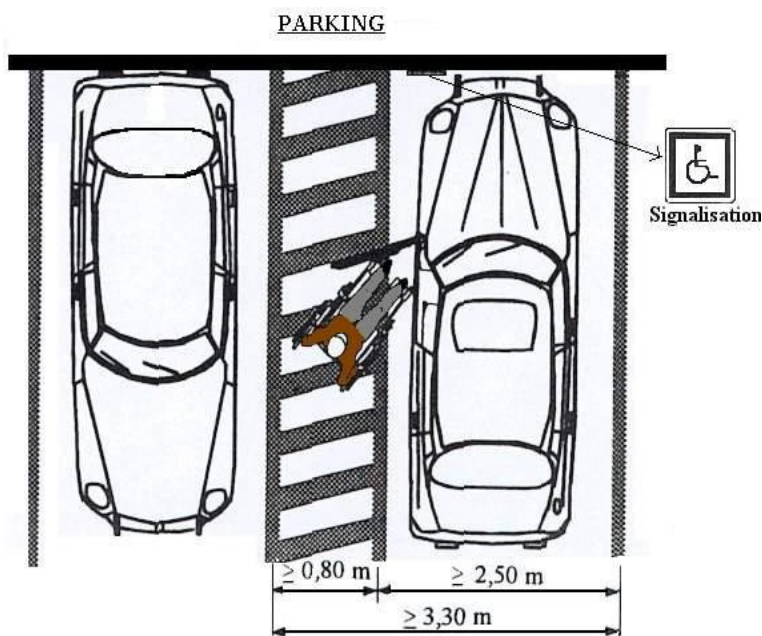 PARKING
Signalisation
≥ 0,80 m
≥ 2,50 m
≥ 3,30 m